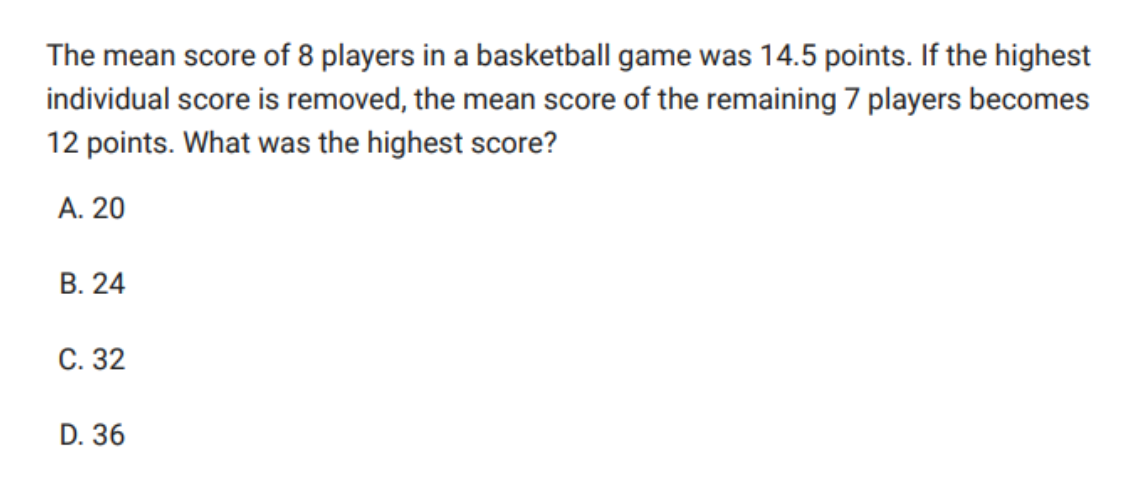 The mean score of 8 players in a basketball game was 14.5 points. If the highest
individual score is removed, the mean score of the remaining 7 players becomes
12 points. What was the highest score?
A. 20
B. 24
C. 32
D. 36